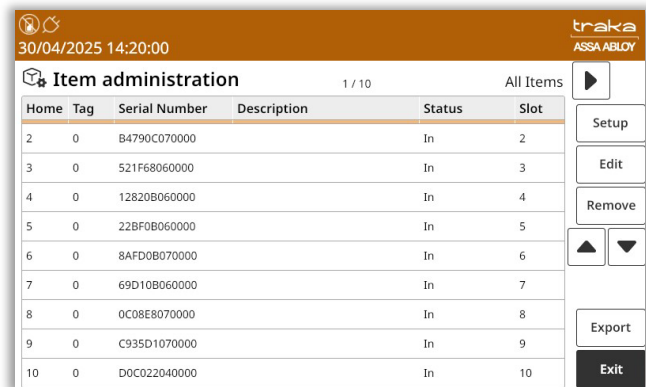 traka
30/04/2025 14:20:00
ASSA ABLOY
Item administration 1 / 10 All Items
Home Tag Serial Number Description Status Slot
2 0 B4790C070000 In 2
3 0 521F68060000 In 3
4 0 12820B060000 In 4
5 0 22BF0B060000 In 5
6 0 8AFD0B070000 In 6
7 0 69D10B060000 In 7
8 0 0C08E8070000 In 8
9 0 C935D1070000 In 9
10 0 D0C022040000 In 10
Setup
Edit
Remove
Export
Exit